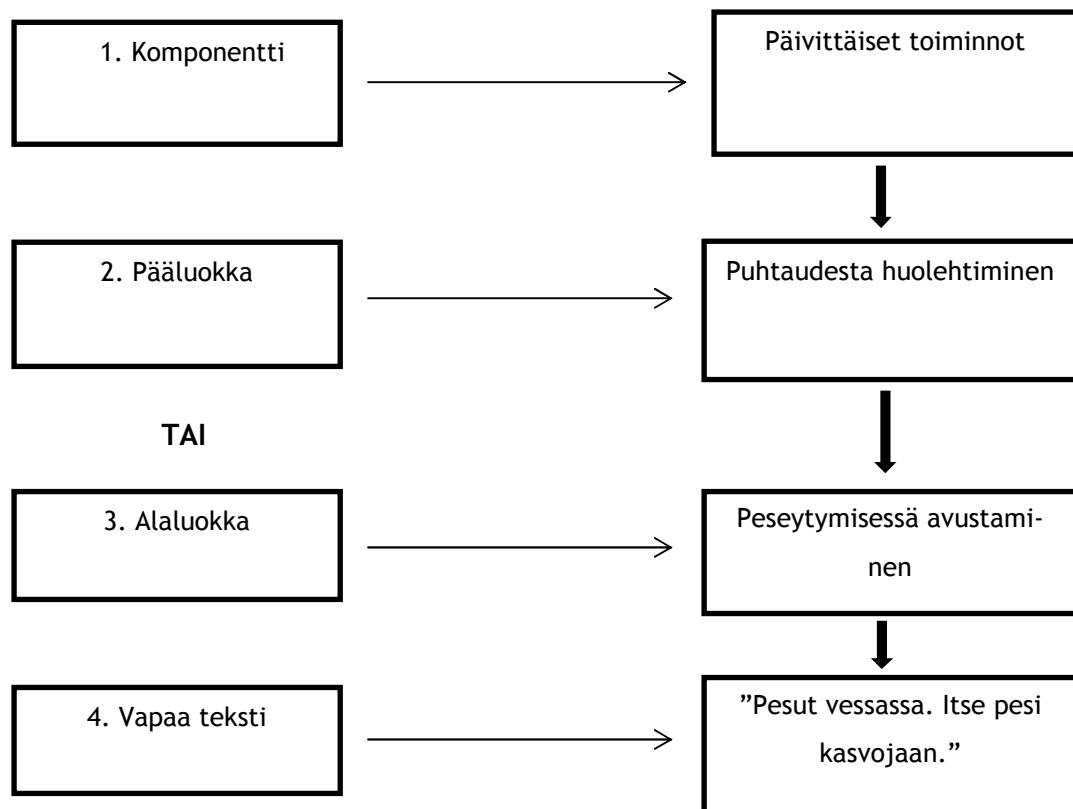 1. Komponentti
Päivittäiset toiminnot
2. Pääluokka
Puhtaudesta huolehtiminen
TAI
3. Alaluokka
Peseytymisessä avustami-
nen
4. Vapaa teksti
”Pesut vessassa. Itse pesi
kasvojaan.”